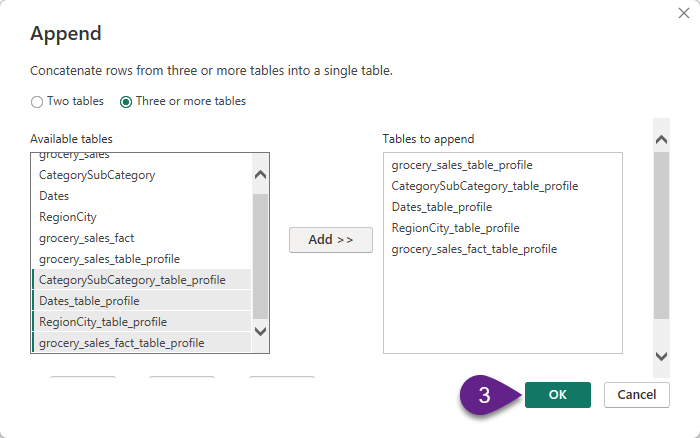 Append
Concatenate rows from three or more tables into a single table.
Two tables
Three or more tables
Available tables
grocery_sales
CategorySubCategory
Dates
RegionCity
grocery_sales_fact
grocery_sales_table_profile
CategorySubCategory_table_profile
Dates_table_profile
RegionCity_table_profile
grocery_sales_fact_table_profile
Add >>
Tables to append
grocery_sales_table_profile
CategorySubCategory_table_profile
Dates_table_profile
RegionCity_table_profile
grocery_sales_fact_table_profile
3
OK
Cancel